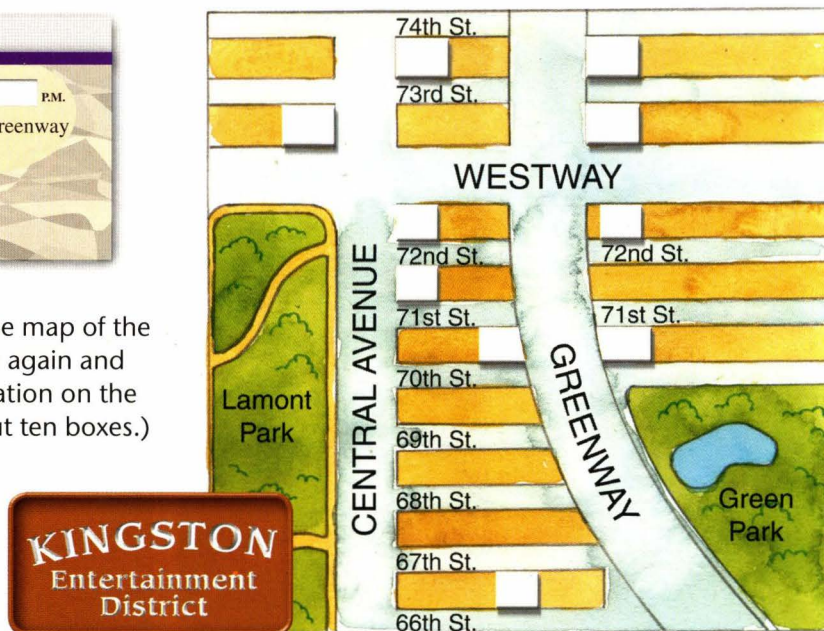 P.M.
reenway
e map of the
again and
ation on the
ut ten boxes.)
KINGSTON
Entertainment
District
74th St.
73rd St.
WESTWAY
72nd St.
72nd St.
71st St.
71st St.
CENTRAL AVENUE
GREENWAY
Lamont
Park
70th St.
69th St.
68th St.
Green
Park
67th St.
66th St.